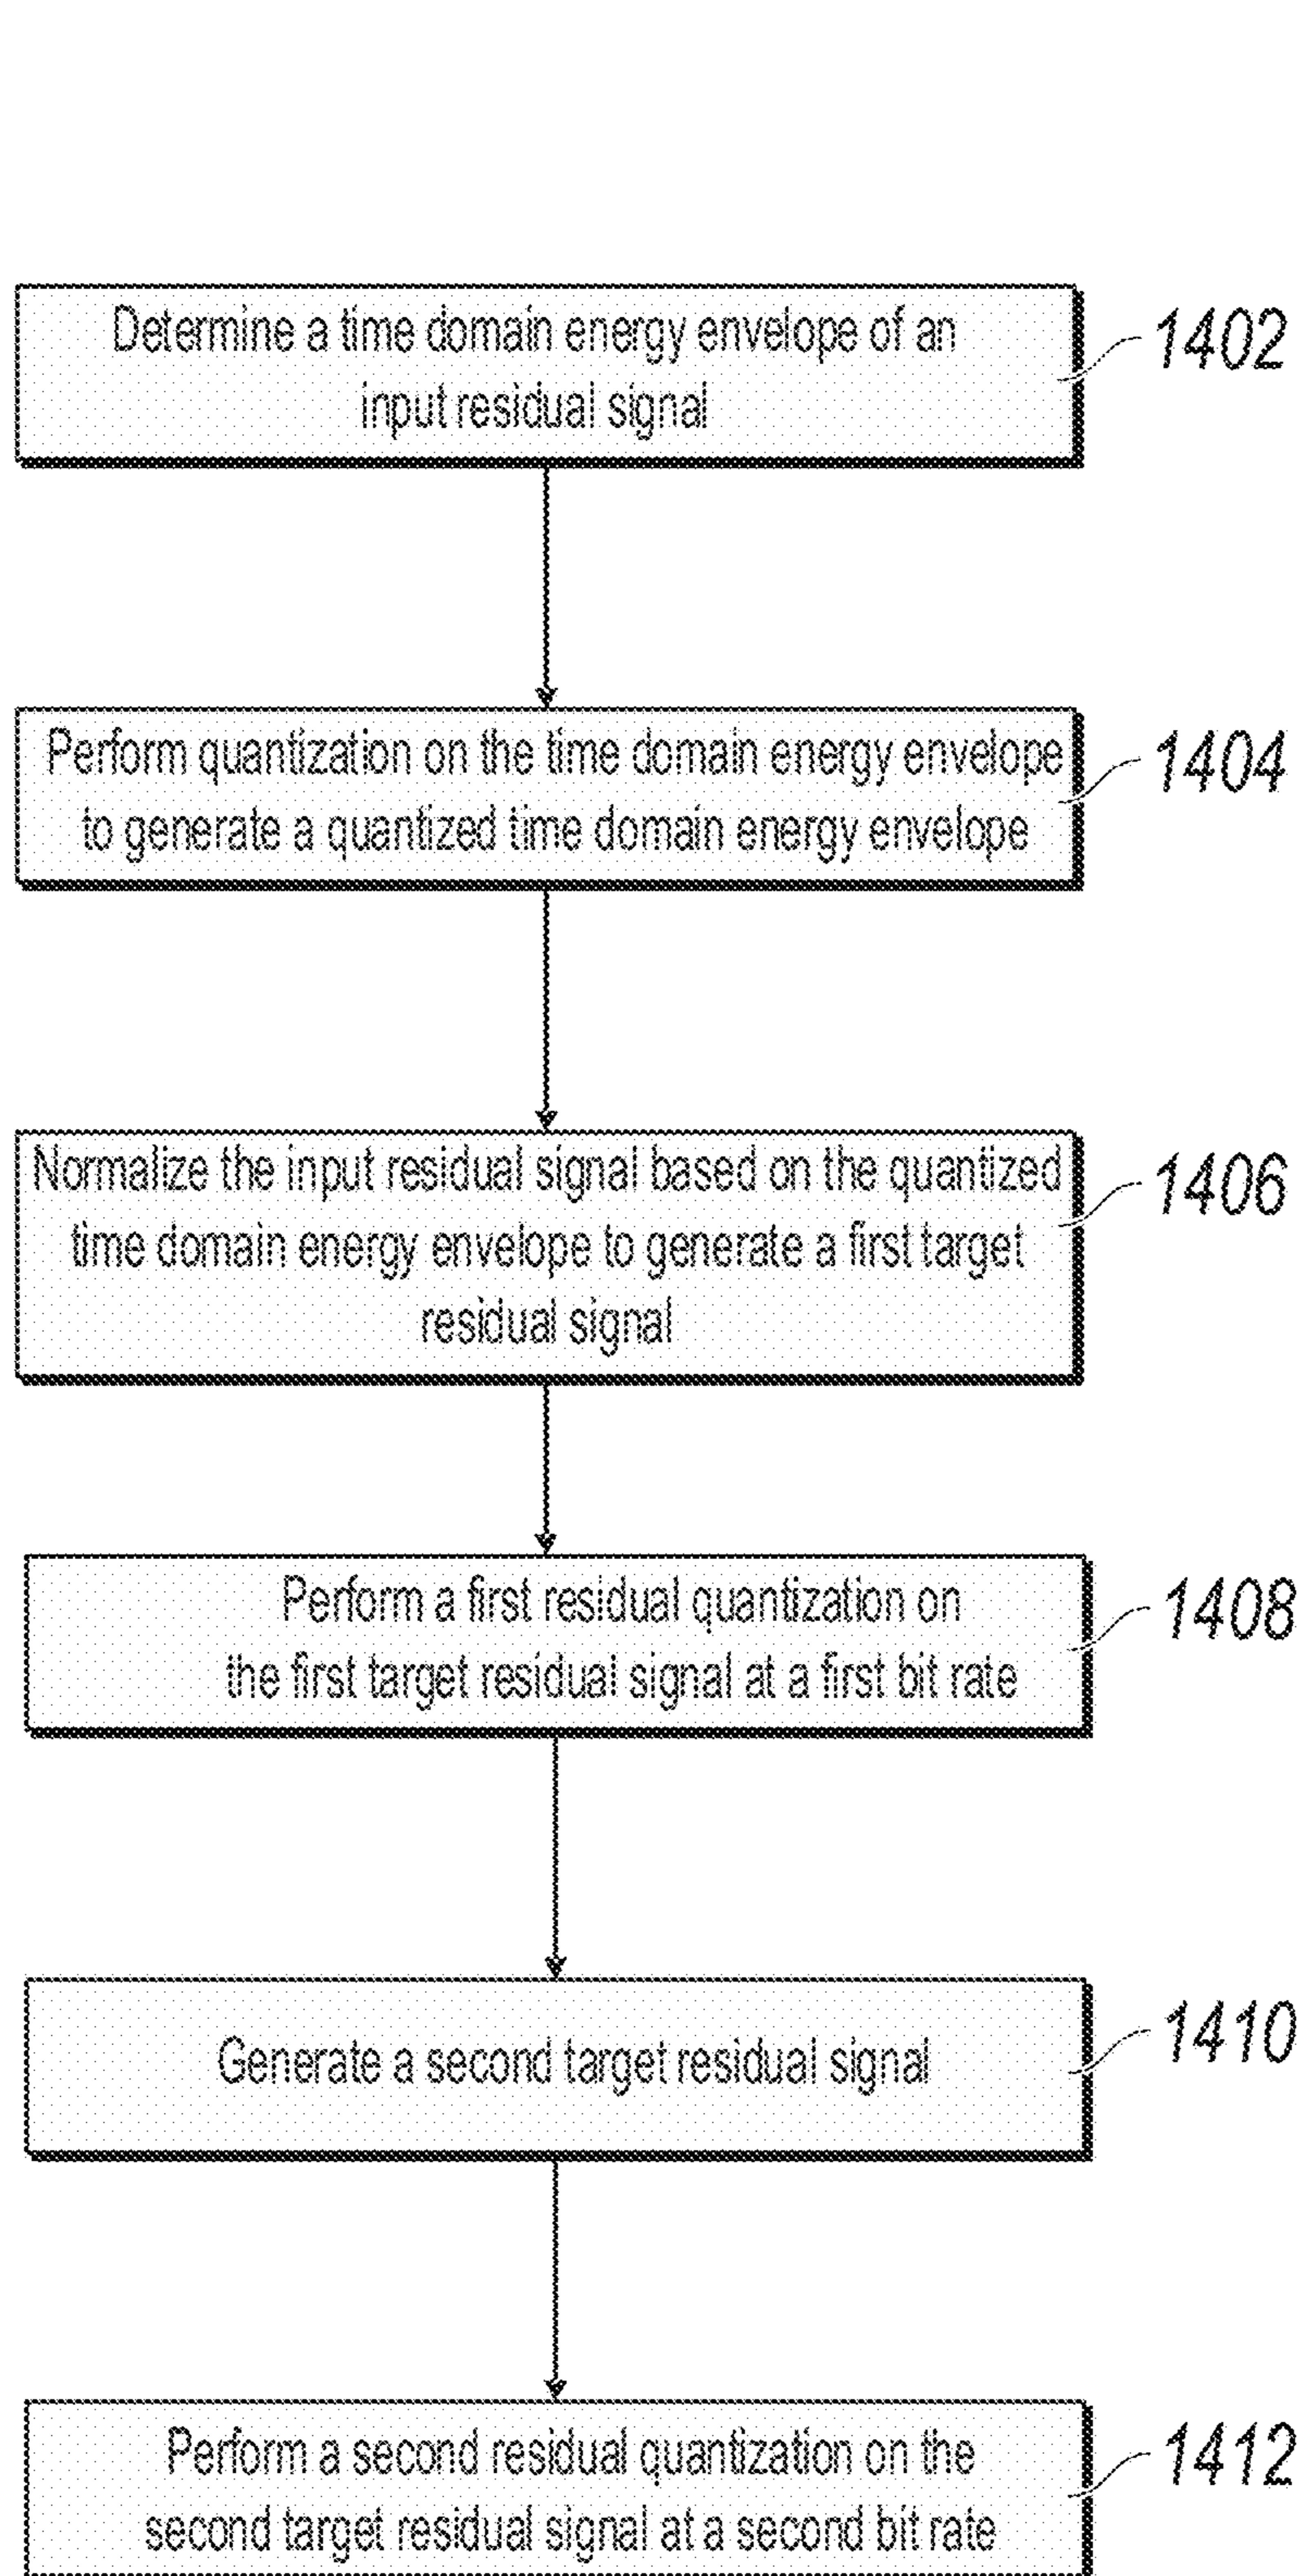 Determine a time domain energy envelope of an
input residual signal
1402
Perform quantization on the time domain energy envelope
to generate a quantized time domain energy envelope
1404
Normalize the input residual signal based on the quantized
time domain energy envelope to generate a first target
residual signal
1406
Perform a first residual quantization on
the first target residual signal at a first bit rate
1408
Generate a second target residual signal
1410
Perform a second residual quantization on the
second target residual signal at a second bit rate
1412